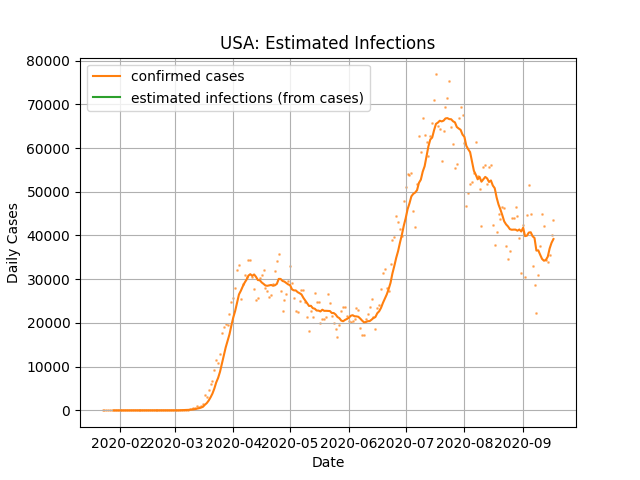 USA: Estimated Infections
80000
70000
60000
50000
40000
30000
20000
10000
0
Daily Cases
confirmed cases
estimated infections (from cases)
2020-02 2020-03 2020-04 2020-05 2020-06 2020-07 2020-08 2020-09
Date